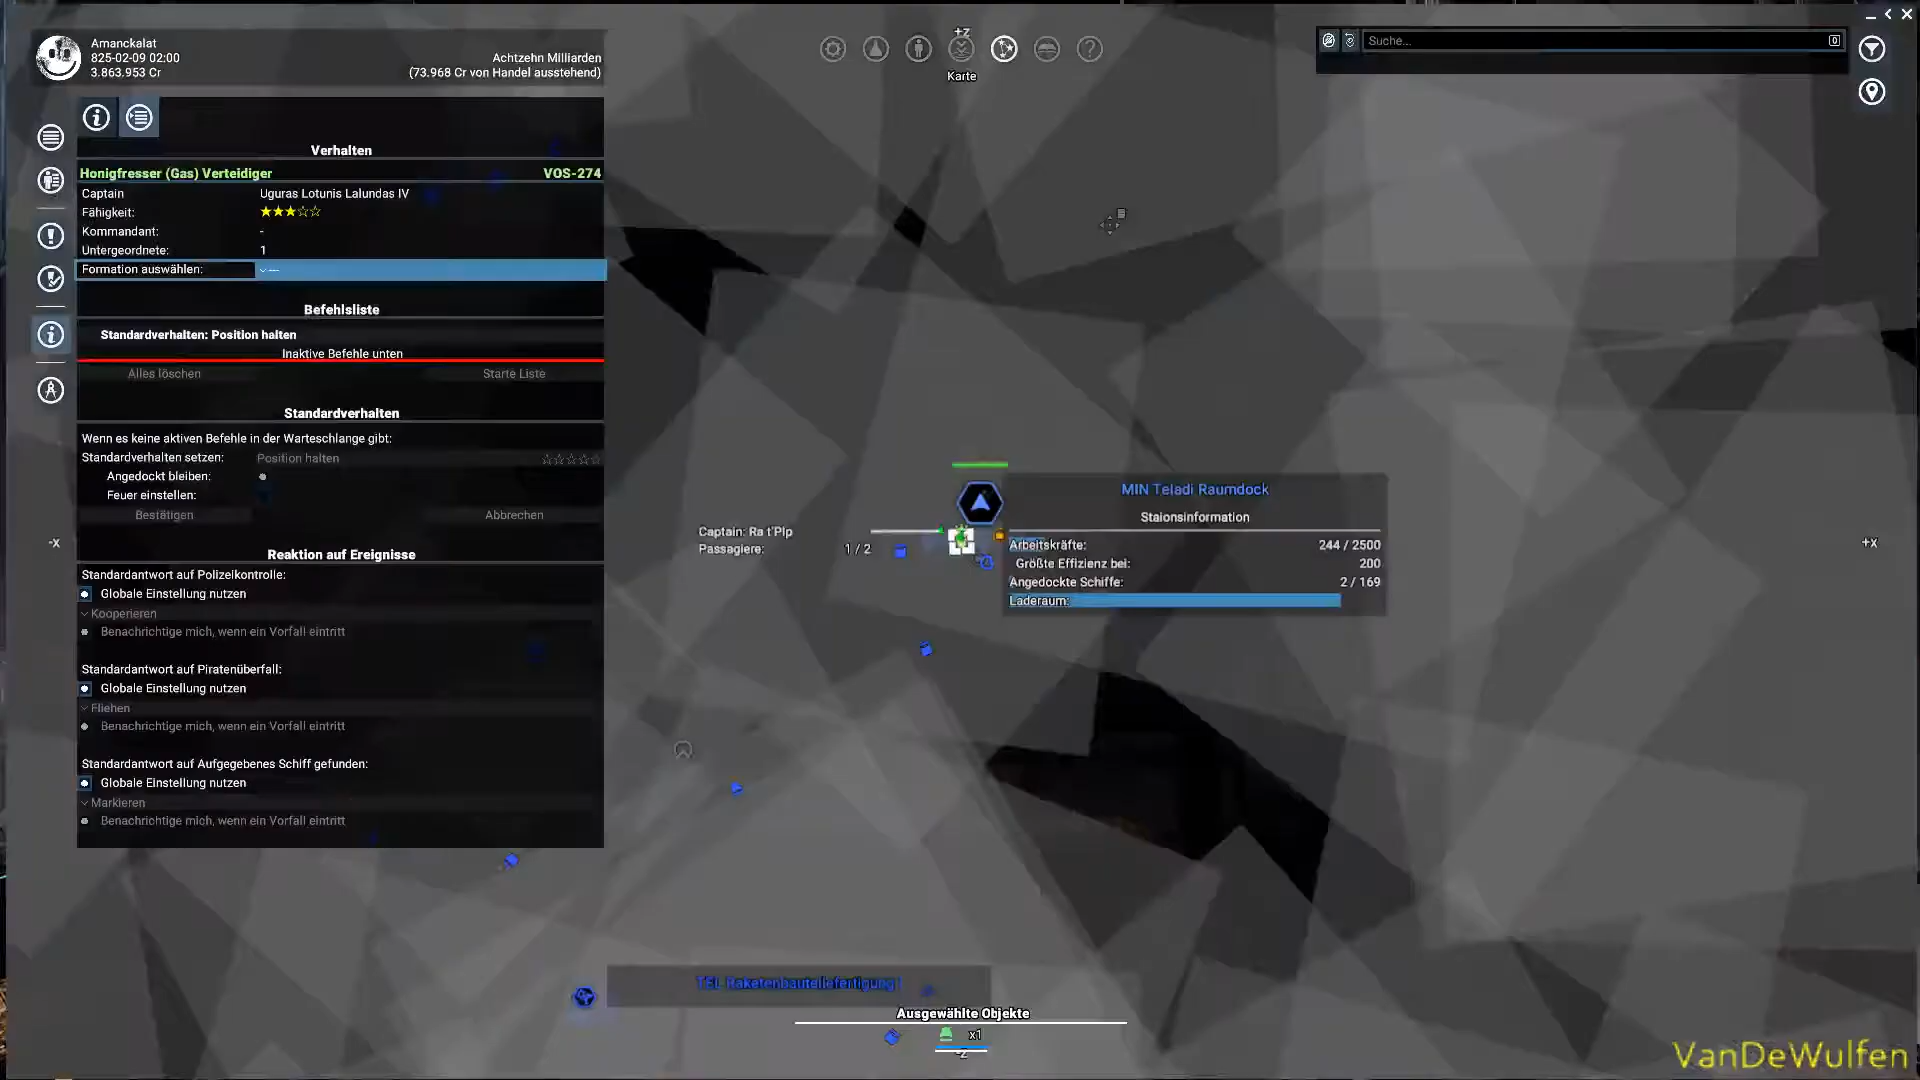 Amanckalat
825-02-09 02:00
3.863.953 Cr
Achtzehn Milliarden
(73.968 Cr von Handel ausstehend)
+Z
Karte
Suche...
Verhalten
Honigfresser (Gas) Verteidiger VOS-274
Captain Uguras Lotunis Lalundas IV
Fähigkeit:
Kommandant: -
Untergeordnete: 1
Formation auswählen: ---
Befehlsliste
Standardverhalten: Position halten
Inaktive Befehle unten
Alles löschen Starte Liste
Standardverhalten
Wenn es keine aktiven Befehle in der Warteschlange gibt:
Standardverhalten setzen: Position halten
Angedockt bleiben:
Feuer einstellen:
Bestätigen Abbrechen
Reaktion auf Ereignisse
Standardantwort auf Polizeikontrolle:
Globale Einstellung nutzen
Kooperieren
Benachrichtige mich, wenn ein Vorfall eintritt
Standardantwort auf Piratenüberfall:
Globale Einstellung nutzen
Fliehen
Benachrichtige mich, wenn ein Vorfall eintritt
Standardantwort auf Aufgegebenes Schiff gefunden:
Globale Einstellung nutzen
Markieren
Benachrichtige mich, wenn ein Vorfall eintritt
-X
+X
Captain: Ra t'Plp
Passagiere: 1 / 2
MIN Teladi Raumdock
Staionsinformation
Arbeitskräfte: 244 / 2500
Größte Effizienz bei: 200
Angedockte Schiffe: 2 / 169
Laderaum:
TEL Raketenbauteilefertigung I
Ausgewählte Objekte
x1
-Z
VanDeWulfen